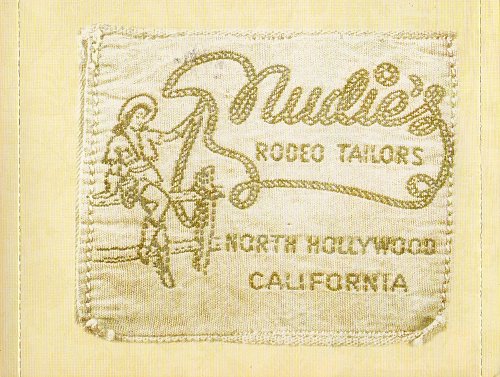 Nudie's
RODEO TAILORS
NORTH HOLLYWOOD
CALIFORNIA